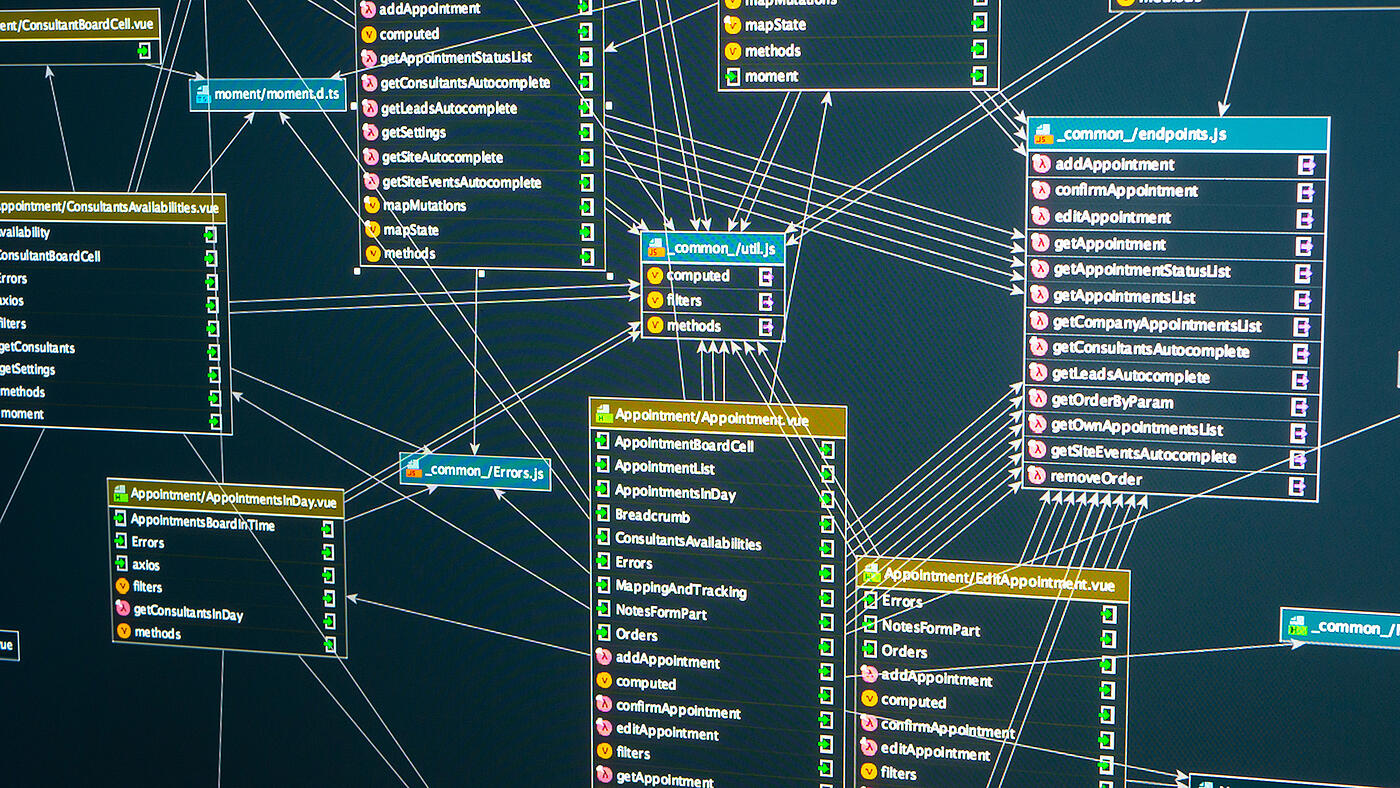 ent/ConsultantBoardCell.vue
moment/moment.d.ts
addAppointment
computed
getAppointmentStatusList
getConsultantsAutocomplete
getLeadsAutocomplete
getSettings
getSiteAutocomplete
getSiteEventsAutocomplete
mapMutations
mapState
methods
mapMutations
mapState
methods
moment
methods
_common_/endpoints.js
addAppointment
confirmAppointment
editAppointment
getAppointment
getAppointmentStatusList
getAppointmentsList
getCompanyAppointmentsList
getConsultantsAutocomplete
getLeadsAutocomplete
getOrderByParam
getOwnAppointmentsList
getSiteEventsAutocomplete
removeOrder
Appointment/ConsultantsAvailabilities.vue
vailability
ConsultantBoardCell
Errors
axios
filters
getConsultants
getSettings
methods
moment
_common_/util.js
computed
filters
methods
_common_/Errors.js
Appointment/AppointmentsInDay.vue
AppointmentsBoardInTime
Errors
axios
filters
getConsultantsInDay
methods
ue
Appointment/Appointment.vue
AppointmentBoardCell
AppointmentList
AppointmentsInDay
Breadcrumb
ConsultantsAvailabilities
Errors
MappingAndTracking
NotesFormPart
Orders
addAppointment
computed
confirmAppointment
editAppointment
filters
getAppointment
Appointment/EditAppointment.vue
Errors
NotesFormPart
Orders
addAppointment
computed
confirmAppointment
editAppointment
filters
_common_/